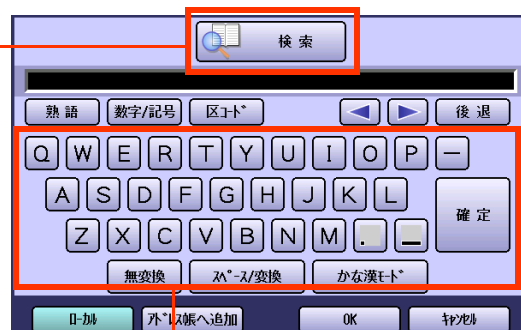 検 索
熟 語 数字/記号 区ｺｰﾄﾞ 後 退
Q W E R T Y U I O P －
A S D F G H J K L 確 定
Z X C V B N M . _
無変換 ｽﾍﾟｰｽ/変換 かな漢ﾓｰﾄﾞ
ﾛｰｶﾙ ｱﾄﾞﾚｽ帳へ追加 OK ｷｬﾝｾﾙ